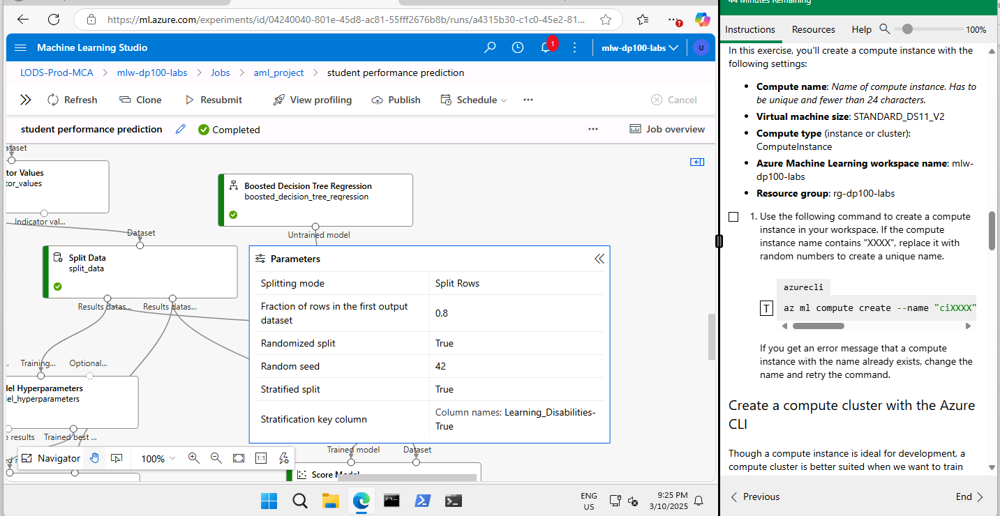 https://ml.azure.com/experiments/id/04240040-801e-45d8-ac81-55fff2676b8b/runs/a4315b30-c1c0-45e2-81...
Machine Learning Studio
1
mlw-dp100-labs
U
LODS-Prod-MCA > mlw-dp100-labs > Jobs > aml_project > student performance prediction
Refresh
Clone
Resubmit
View profiling
Publish
Schedule
...
Cancel
student performance prediction
Completed
...
Job overview
ataset
tor Values
tor_values
Indicator val...
Dataset
Boosted Decision Tree Regression
boosted_decision_tree_regression
Untrained model
Split Data
split_data
Results datas...
Results datas...
Parameters
Splitting mode
Split Rows
Fraction of rows in the first output
dataset
0.8
Randomized split
True
Random seed
42
Stratified split
True
Stratification key column
Column names: Learning_Disabilities-
True
Training...
Optional...
del Hyperparameters
del_hyperparameters
results
Trained best ...
Trained model
Dataset
Score Model
Navigator
100%
1:1
ENG
US
9:25 PM
3/10/2025
44 Minutes Remaining
Instructions
Resources
Help
100%
In this exercise, you'll create a compute instance with the
following settings:
• Compute name: Name of compute instance. Has to
be unique and fewer than 24 characters.
• Virtual machine size: STANDARD_DS11_V2
• Compute type (instance or cluster):
ComputeInstance
• Azure Machine Learning workspace name: mlw-
dp100-labs
• Resource group: rg-dp100-labs
1. Use the following command to create a compute
instance in your workspace. If the compute
instance name contains "XXXX", replace it with
random numbers to create a unique name.
azurecli
T
az ml compute create --name "ciXXXX"
If you get an error message that a compute
instance with the name already exists, change the
name and retry the command.
Create a compute cluster with the Azure
CLI
Though a compute instance is ideal for development, a
compute cluster is better suited when we want to train
Previous
End